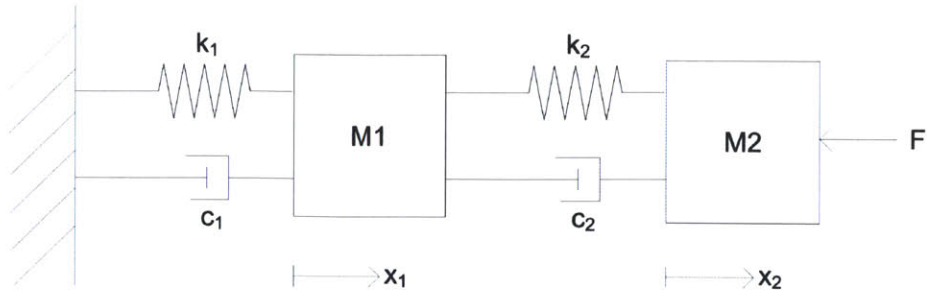 k₁
k₂
M1
M2
F
c₁
c₂
x₁
x₂